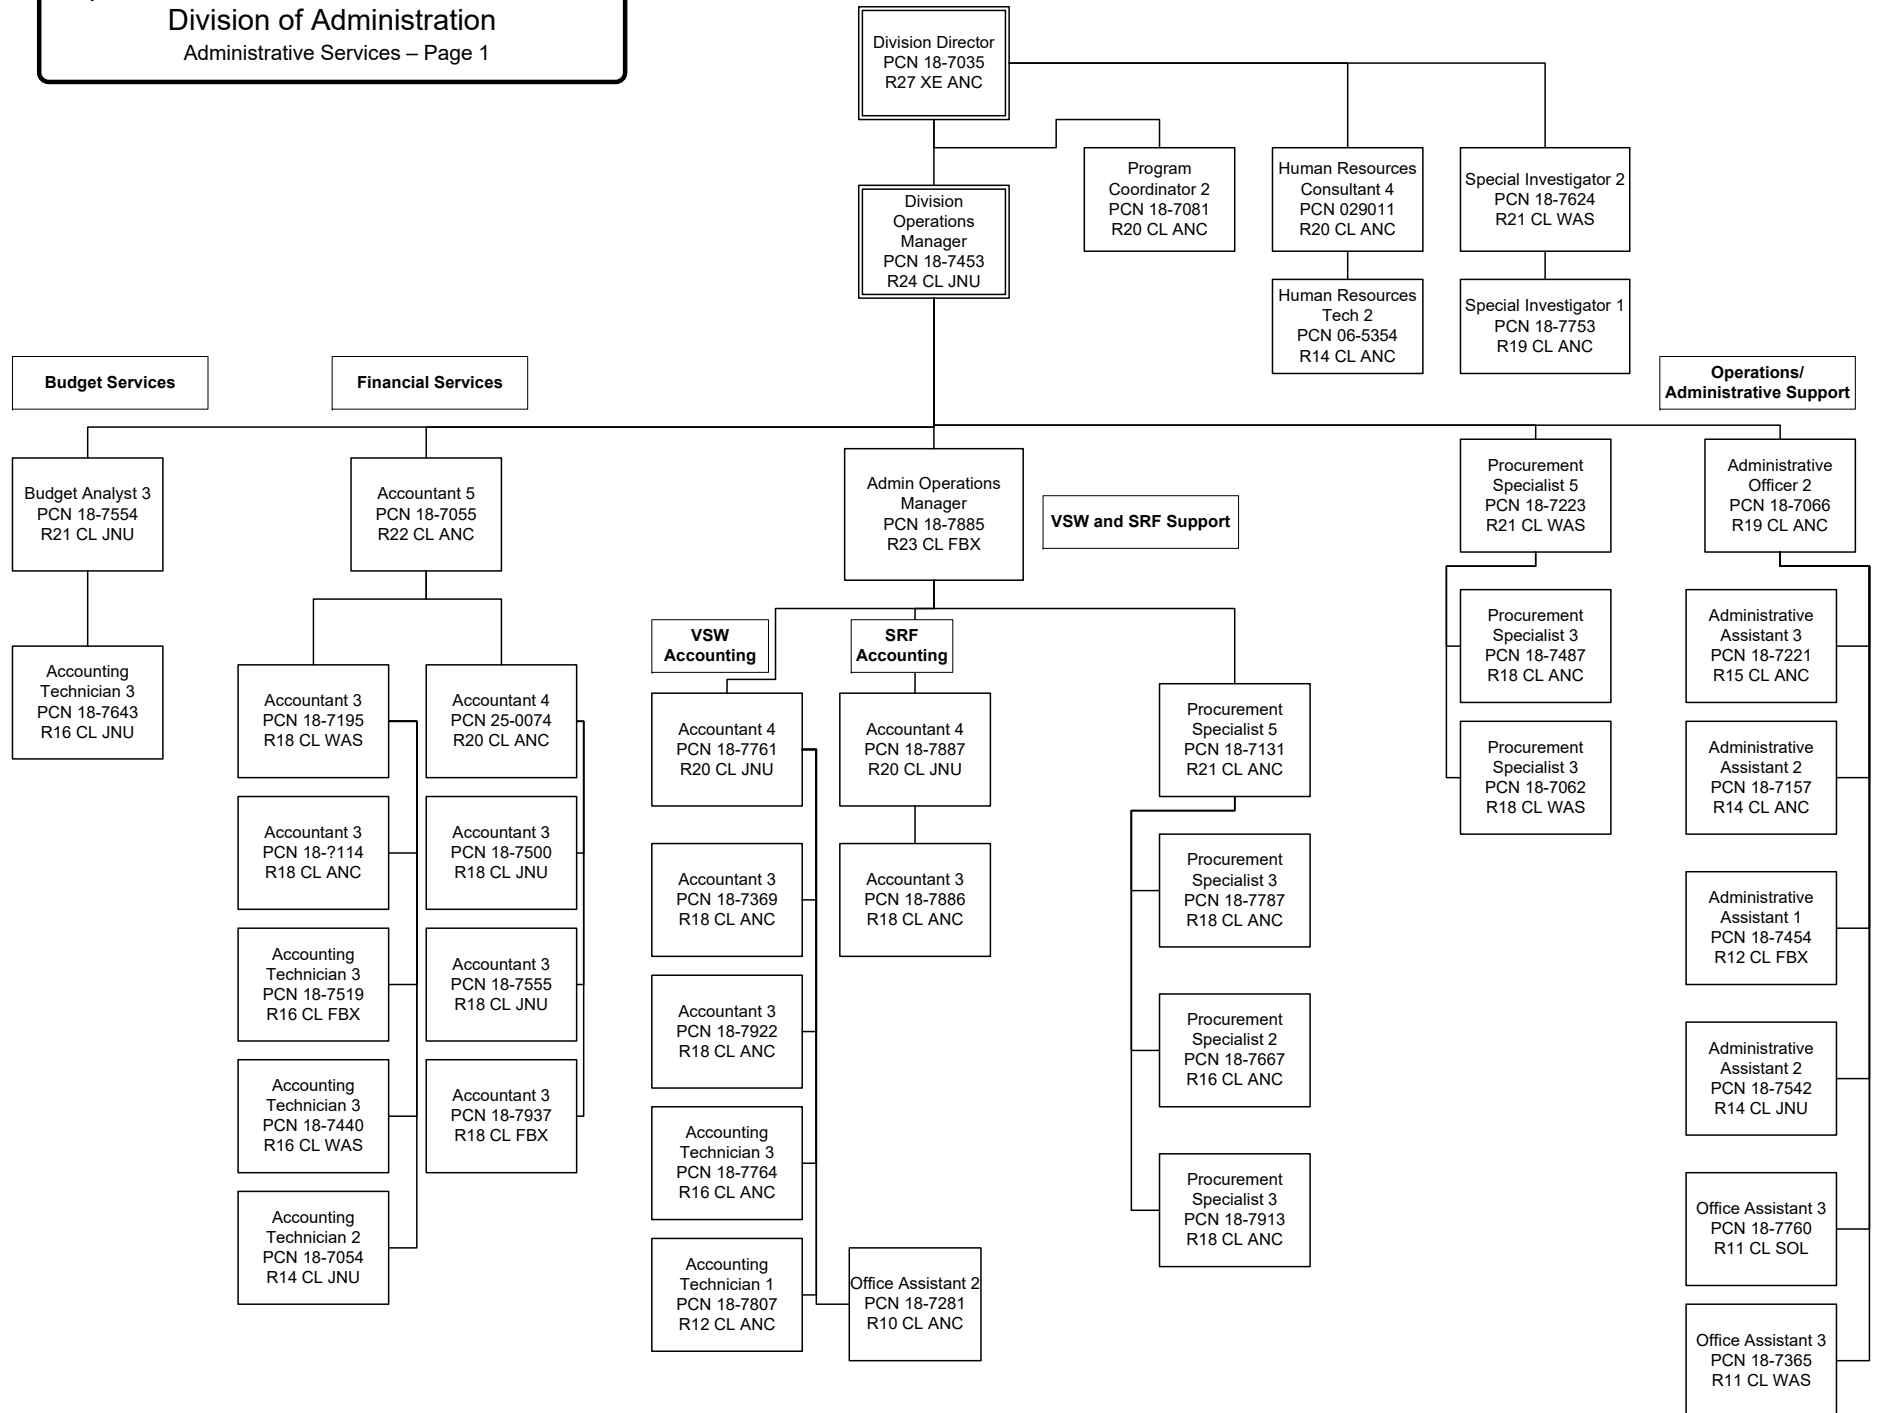 Division of Administration
Administrative Services – Page 1
Division Director
PCN 18-7035
R27 XE ANC
Program
Coordinator 2
PCN 18-7081
R20 CL ANC
Human Resources
Consultant 4
PCN 029011
R20 CL ANC
Special Investigator 2
PCN 18-7624
R21 CL WAS
Division
Operations
Manager
PCN 18-7453
R24 CL JNU
Human Resources
Tech 2
PCN 06-5354
R14 CL ANC
Special Investigator 1
PCN 18-7753
R19 CL ANC
Budget Services
Financial Services
Operations/
Administrative Support
Budget Analyst 3
PCN 18-7554
R21 CL JNU
Accountant 5
PCN 18-7055
R22 CL ANC
Admin Operations
Manager
PCN 18-7885
R23 CL FBX
VSW and SRF Support
Procurement
Specialist 5
PCN 18-7223
R21 CL WAS
Administrative
Officer 2
PCN 18-7066
R19 CL ANC
Accounting
Technician 3
PCN 18-7643
R16 CL JNU
Accountant 3
PCN 18-7195
R18 CL WAS
Accountant 3
PCN 18-?114
R18 CL ANC
Accounting
Technician 3
PCN 18-7519
R16 CL FBX
Accounting
Technician 3
PCN 18-7440
R16 CL WAS
Accounting
Technician 2
PCN 18-7054
R14 CL JNU
Accountant 4
PCN 25-0074
R20 CL ANC
Accountant 3
PCN 18-7500
R18 CL JNU
Accountant 3
PCN 18-7555
R18 CL JNU
Accountant 3
PCN 18-7937
R18 CL FBX
VSW
Accounting
Accountant 4
PCN 18-7761
R20 CL JNU
Accountant 3
PCN 18-7369
R18 CL ANC
Accountant 3
PCN 18-7922
R18 CL ANC
Accounting
Technician 3
PCN 18-7764
R16 CL ANC
Accounting
Technician 1
PCN 18-7807
R12 CL ANC
SRF
Accounting
Accountant 4
PCN 18-7887
R20 CL JNU
Accountant 3
PCN 18-7886
R18 CL ANC
Office Assistant 2
PCN 18-7281
R10 CL ANC
Procurement
Specialist 5
PCN 18-7131
R21 CL ANC
Procurement
Specialist 3
PCN 18-7787
R18 CL ANC
Procurement
Specialist 2
PCN 18-7667
R16 CL ANC
Procurement
Specialist 3
PCN 18-7913
R18 CL ANC
Procurement
Specialist 3
PCN 18-7487
R18 CL ANC
Procurement
Specialist 3
PCN 18-7062
R18 CL WAS
Administrative
Assistant 3
PCN 18-7221
R15 CL ANC
Administrative
Assistant 2
PCN 18-7157
R14 CL ANC
Administrative
Assistant 1
PCN 18-7454
R12 CL FBX
Administrative
Assistant 2
PCN 18-7542
R14 CL JNU
Office Assistant 3
PCN 18-7760
R11 CL SOL
Office Assistant 3
PCN 18-7365
R11 CL WAS